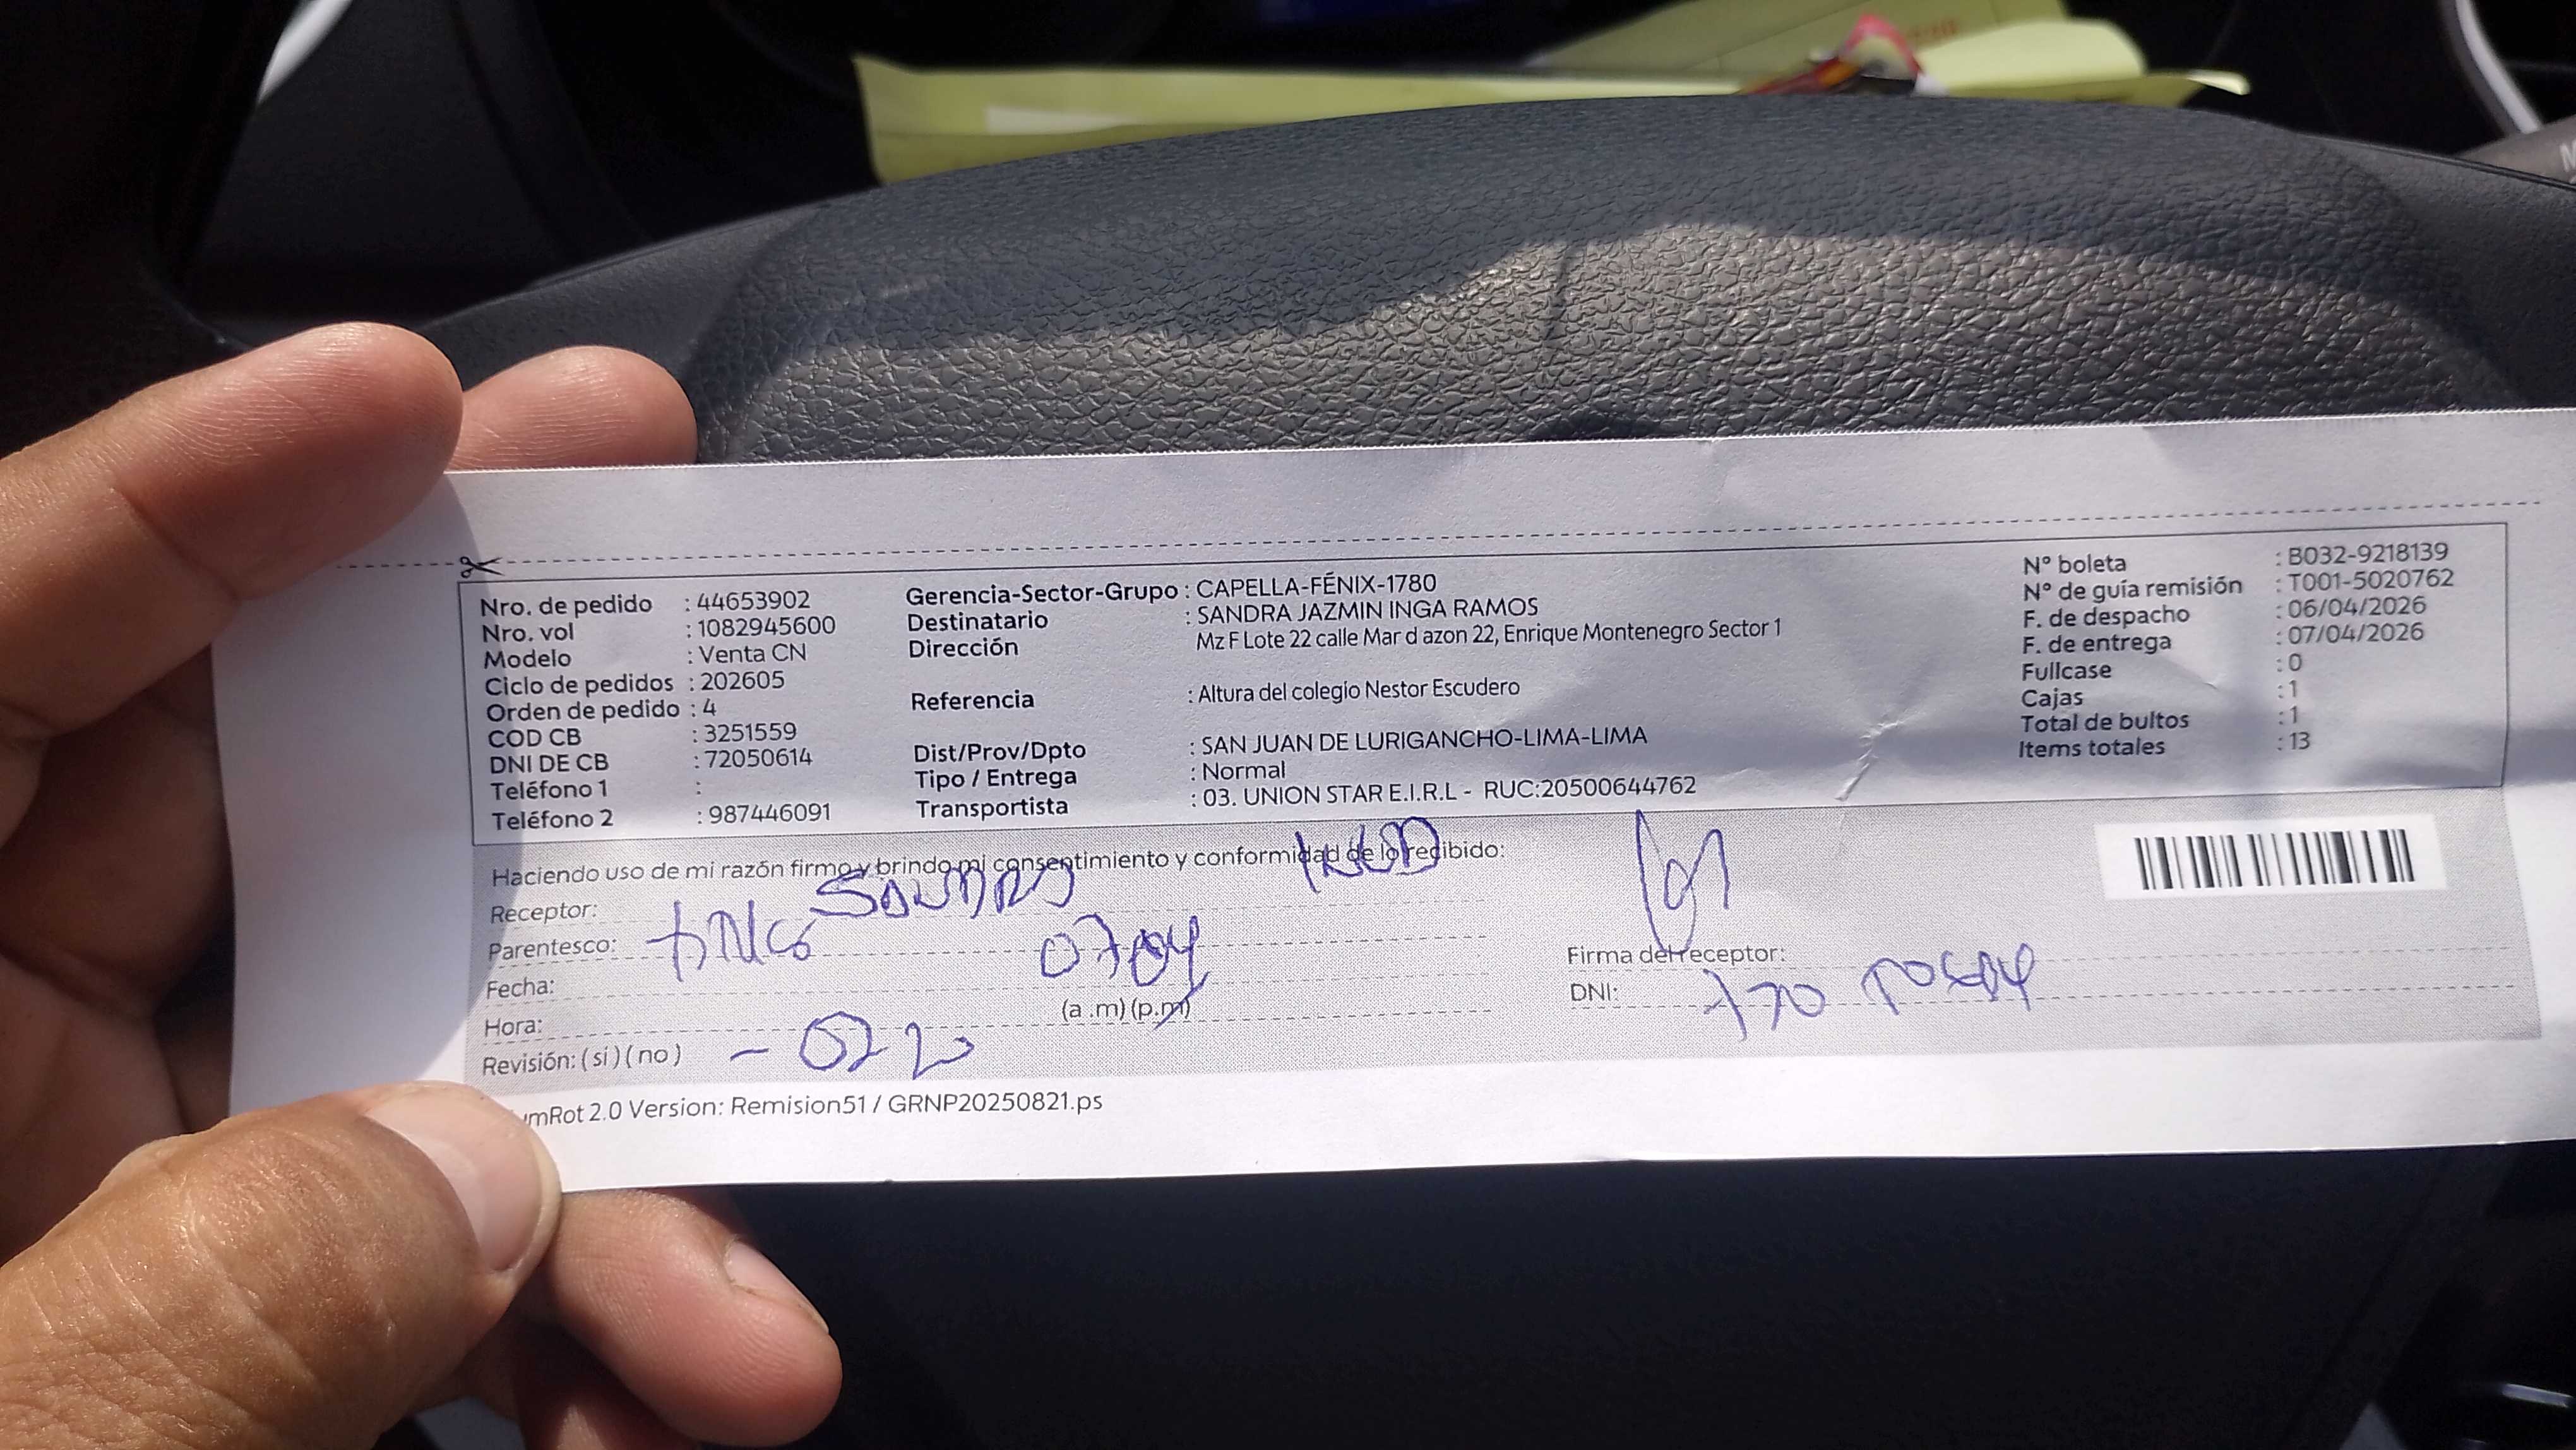 Nro. de pedido : 44653902
Nro. vol : 1082945600
Modelo : Venta CN
Ciclo de pedidos : 202605
Orden de pedido : 4
COD CB : 3251559
DNI DE CB : 72050614
Teléfono 1 :
Teléfono 2 : 987446091
Gerencia-Sector-Grupo : CAPELLA-FÉNIX-1780
Destinatario : SANDRA JAZMIN INGA RAMOS
Dirección Mz F Lote 22 calle Mar d azon 22, Enrique Montenegro Sector 1
Referencia : Altura del colegio Nestor Escudero
Dist/Prov/Dpto : SAN JUAN DE LURIGANCHO-LIMA-LIMA
Tipo / Entrega : Normal
Transportista : 03. UNION STAR E.I.R.L - RUC:20500644762
N° boleta : B032-9218139
N° de guía remisión : T001-5020762
F. de despacho : 06/04/2026
F. de entrega : 07/04/2026
Fullcase : 0
Cajas : 1
Total de bultos : 1
Items totales : 13
Haciendo uso de mi razón firmo y brindo mi consentimiento y conformidad de lo recibido:
Receptor:
Parentesco:
Fecha:
Hora: (a .m) (p.m)
Revisión: ( si ) ( no )
Firma del receptor:
DNI:
mRot 2.0 Version: Remision51 / GRNP20250821.ps